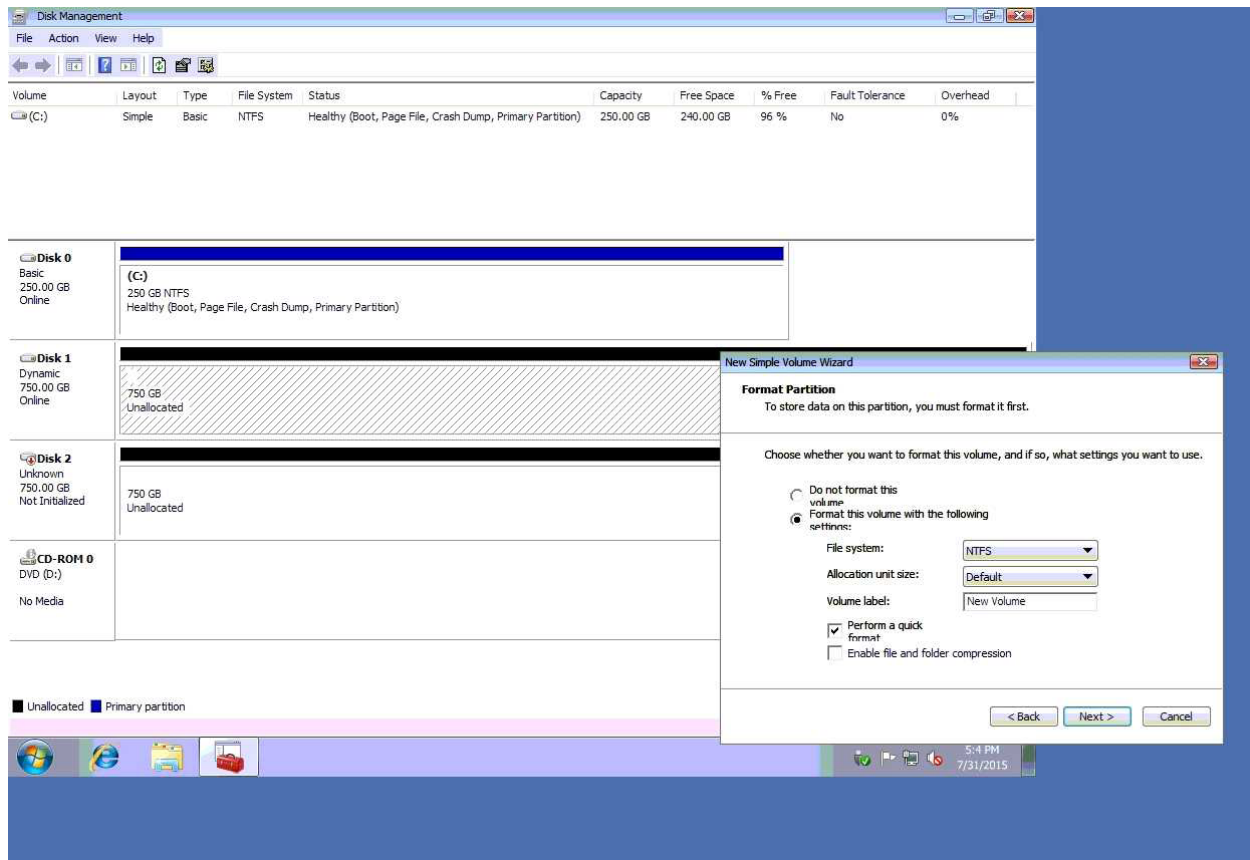 Disk Management
File Action View Help
Volume Layout Type File System Status Capacity Free Space % Free Fault Tolerance Overhead
(C:) Simple Basic NTFS Healthy (Boot, Page File, Crash Dump, Primary Partition) 250.00 GB 240.00 GB 96 % No 0%
Disk 0
Basic
250.00 GB
Online
(C:)
250 GB NTFS
Healthy (Boot, Page File, Crash Dump, Primary Partition)
Disk 1
Dynamic
750.00 GB
Online
750 GB
Unallocated
Disk 2
Unknown
750.00 GB
Not Initialized
750 GB
Unallocated
CD-ROM 0
DVD (D:)
No Media
Unallocated Primary partition
New Simple Volume Wizard
Format Partition
To store data on this partition, you must format it first.
Choose whether you want to format this volume, and if so, what settings you want to use.
Do not format this
volume
Format this volume with the following
settings:
File system: NTFS
Allocation unit size: Default
Volume label: New Volume
Perform a quick
format
Enable file and folder compression
< Back Next > Cancel
5:4 PM
7/31/2015